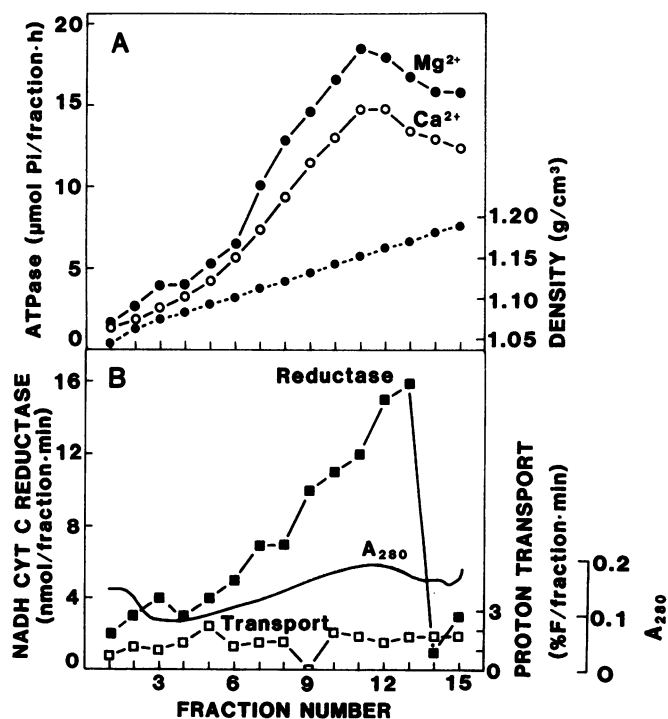 A
20
15
10
5
0
ATPase (μmol Pi/fraction·h)
Mg²⁺
Ca²⁺
1.20
1.15
1.10
1.05
DENSITY (g/cm³)
B
16
12
8
4
0
NADH CYT C REDUCTASE
(nmol/fraction·min)
Reductase
A₂₈₀
Transport
3
0
PROTON TRANSPORT
(%F/fraction·min)
0.2
0.1
0
A₂₈₀
3 6 9 12 15
FRACTION NUMBER